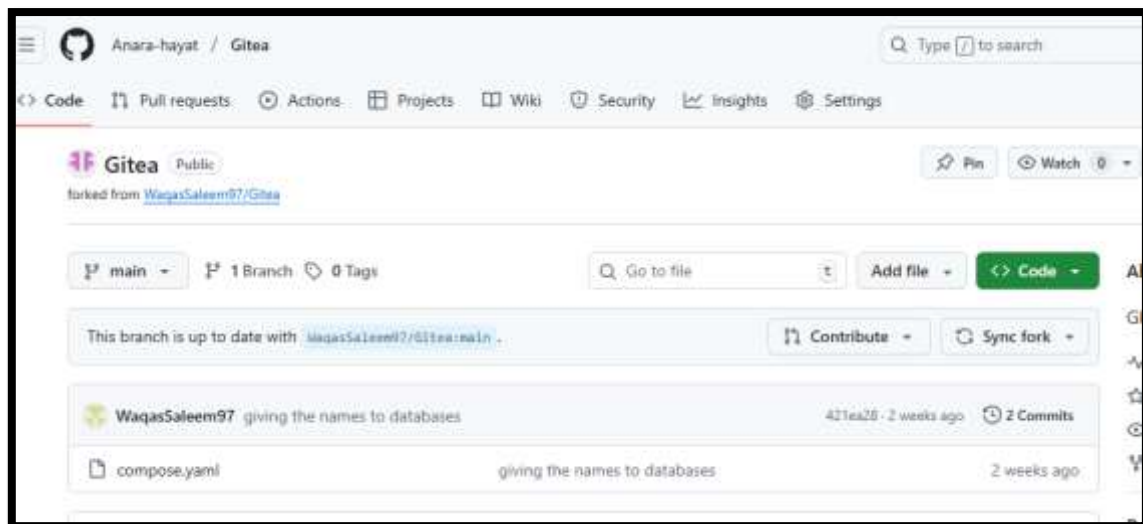 Anara-hayat / Gitea
Type / to search
Code Pull requests Actions Projects Wiki Security Insights Settings
Gitea Public
Pin Watch 0
forked from WaqasSaleem97/Gitea
main 1 Branch 0 Tags Go to file t Add file Code
This branch is up to date with WaqasSaleem97/Gitea:main . Contribute Sync fork
WaqasSaleem97 giving the names to databases 421ea28 · 2 weeks ago 2 Commits
compose.yaml giving the names to databases 2 weeks ago